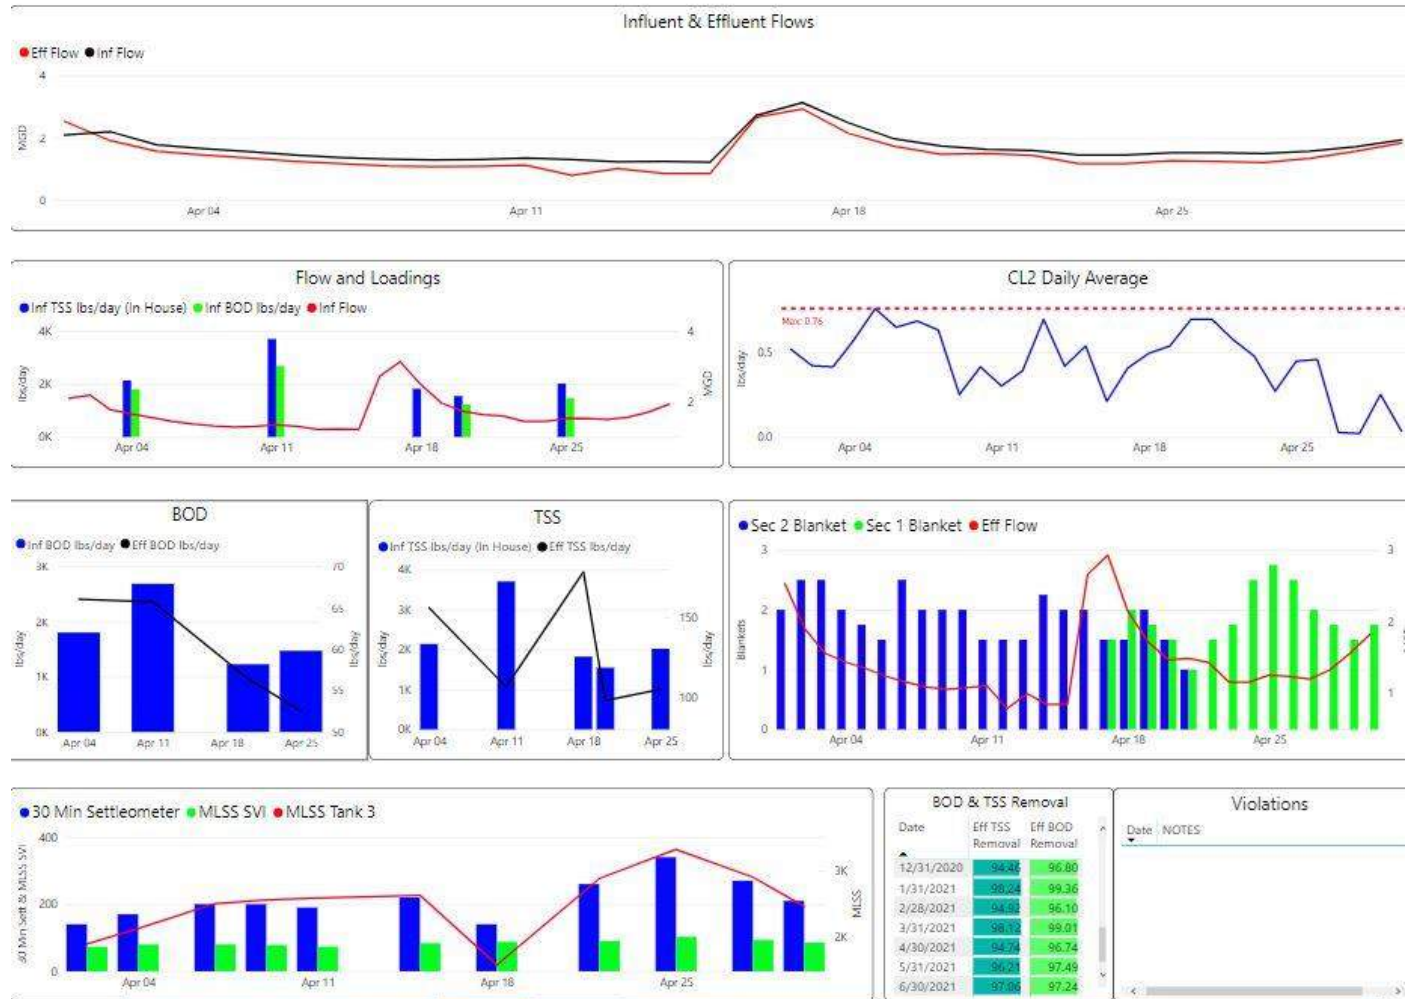 Influent & Effluent Flows
Eff Flow Inf Flow
4
MGD
2
0
Apr 04 Apr 11 Apr 18 Apr 25
Flow and Loadings
Inf TSS lbs/day (In House) Inf BOD lbs/day Inf Flow
4K 4
lbs/day
2K 2 MGD
0K
Apr 04 Apr 11 Apr 18 Apr 25
CL2 Daily Average
Max: 0.76
0.5
lbs/day
0.0
Apr 04 Apr 11 Apr 18 Apr 25
BOD
Inf BOD lbs/day Eff BOD lbs/day
3K 70
65
2K
lbs/day 60 lbs/day
1K 55
0K 50
Apr 04 Apr 11 Apr 18 Apr 25
TSS
Inf TSS lbs/day (In House) Eff TSS lbs/day
4K
3K 150
lbs/day 2K lbs/day
1K 100
0K
Apr 04 Apr 11 Apr 18 Apr 25
Sec 2 Blanket Sec 1 Blanket Eff Flow
3 3
2 2
Blankets
1 1
0
Apr 04 Apr 11 Apr 18 Apr 25
30 Min Settleometer MLSS SVI MLSS Tank 3
400
3K
30 Min Sett & MLSS SVI 200 MLSS
2K
0
Apr 04 Apr 11 Apr 18 Apr 25
BOD & TSS Removal
Date Eff TSS Removal Eff BOD Removal
12/31/2020 94.46 96.80
1/31/2021 98.24 99.36
2/28/2021 94.92 96.10
3/31/2021 98.12 99.01
4/30/2021 94.74 96.74
5/31/2021 96.21 97.49
6/30/2021 97.06 97.24
Violations
Date NOTES